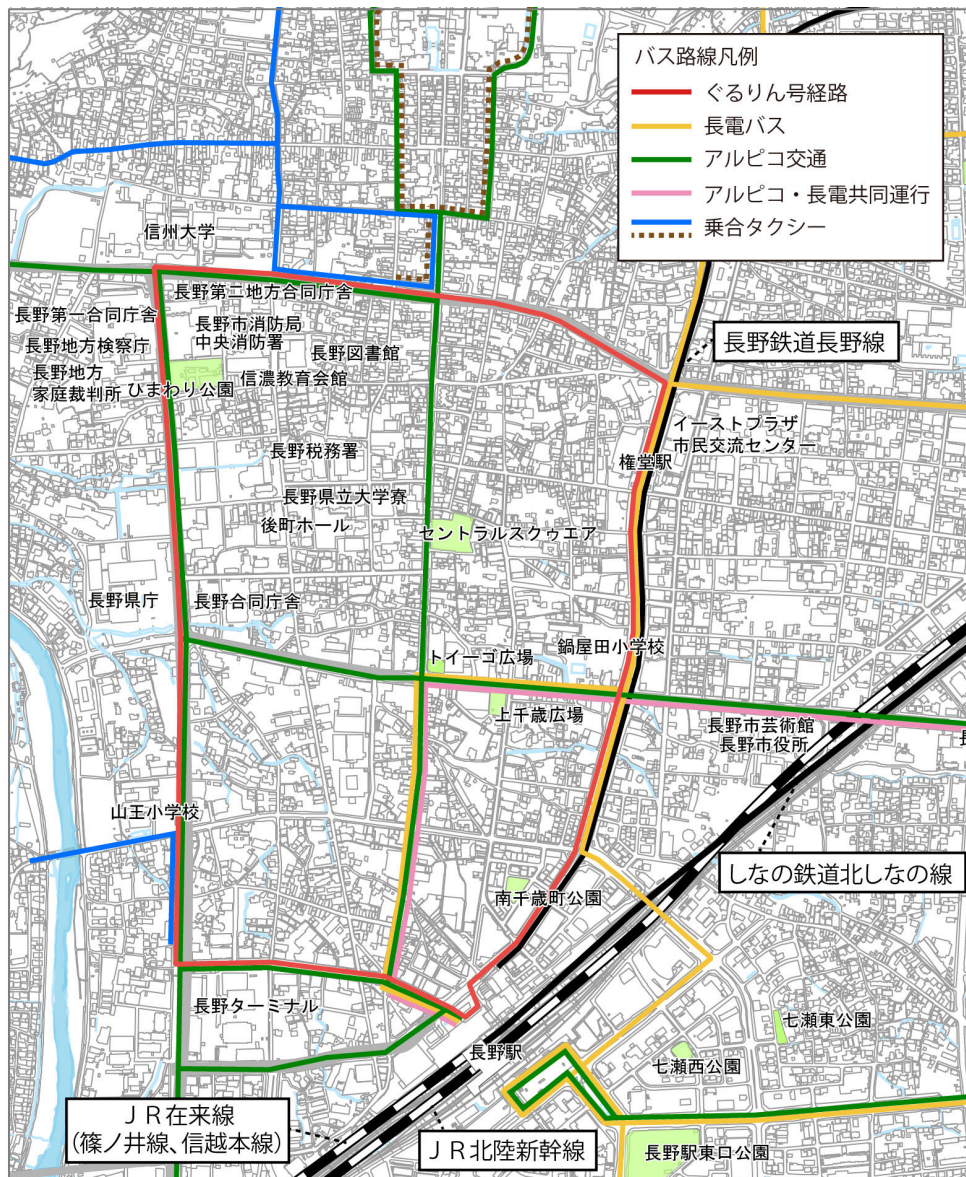 バス路線凡例
ぐるりん号経路
長電バス
アルピコ交通
アルピコ・長電共同運行
乗合タクシー
信州大学
長野第二地方合同庁舎
長野第一合同庁舎
長野市消防局
中央消防署
長野地方検察庁
長野図書館
長野地方
家庭裁判所
ひまわり公園
信濃教育会館
長野鉄道長野線
イーストプラザ
市民交流センター
権堂駅
長野税務署
長野県立大学寮
後町ホール
セントラルスクゥエア
長野県庁
長野合同庁舎
鍋屋田小学校
トイーゴ広場
上千歳広場
長野市芸術館
長野市役所
長
山王小学校
しなの鉄道北しなの線
南千歳町公園
長野ターミナル
七瀬東公園
長野駅
七瀬西公園
ＪＲ在来線
(篠ノ井線、信越本線)
ＪＲ北陸新幹線
長野駅東口公園